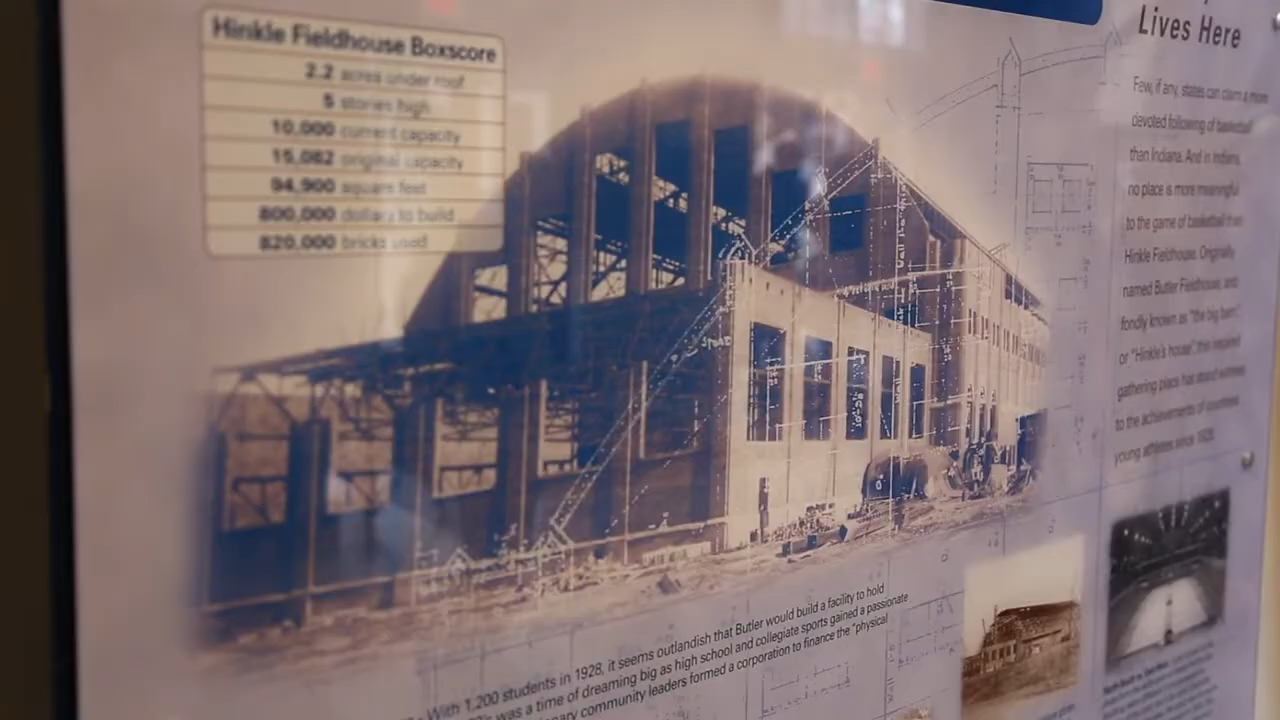 Hinkle Fieldhouse Boxscore
2.2 acres under roof
5 stories high
10,000 current capacity
15,082 original capacity
94,900 square feet
800,000 dollars to build
820,000 bricks used
Lives Here
Few, if any, states can claim a more
devoted following of basketball
than Indiana. And in Indiana,
no place is more meaningful
to the game of basketball than
Hinkle Fieldhouse. Originally
named Butler Fieldhouse, and
fondly known as "the big barn"
or "Hinkle's house", this
gathering place has stood witness
to the achievements of countless
young athletes since 1928.
With 1,200 students in 1928, it seems outlandish that Butler would build a facility to hold
was a time of dreaming big as high school and collegiate sports gained a passionate
community leaders formed a corporation to finance the "physical